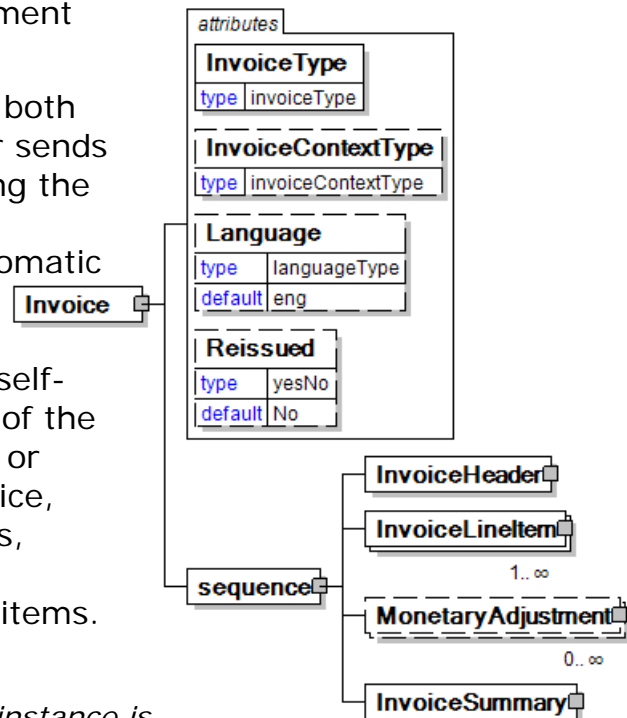 ment
both
r sends
ng the
omatic
self-
of the
or
ice,
s,
items.
instance is
attributes
InvoiceType
type invoiceType
InvoiceContextType
type invoiceContextType
Language
type languageType
default eng
Reissued
type yesNo
default No
Invoice
sequence
InvoiceHeader
InvoiceLineItem
1.. ∞
MonetaryAdjustment
0.. ∞
InvoiceSummary